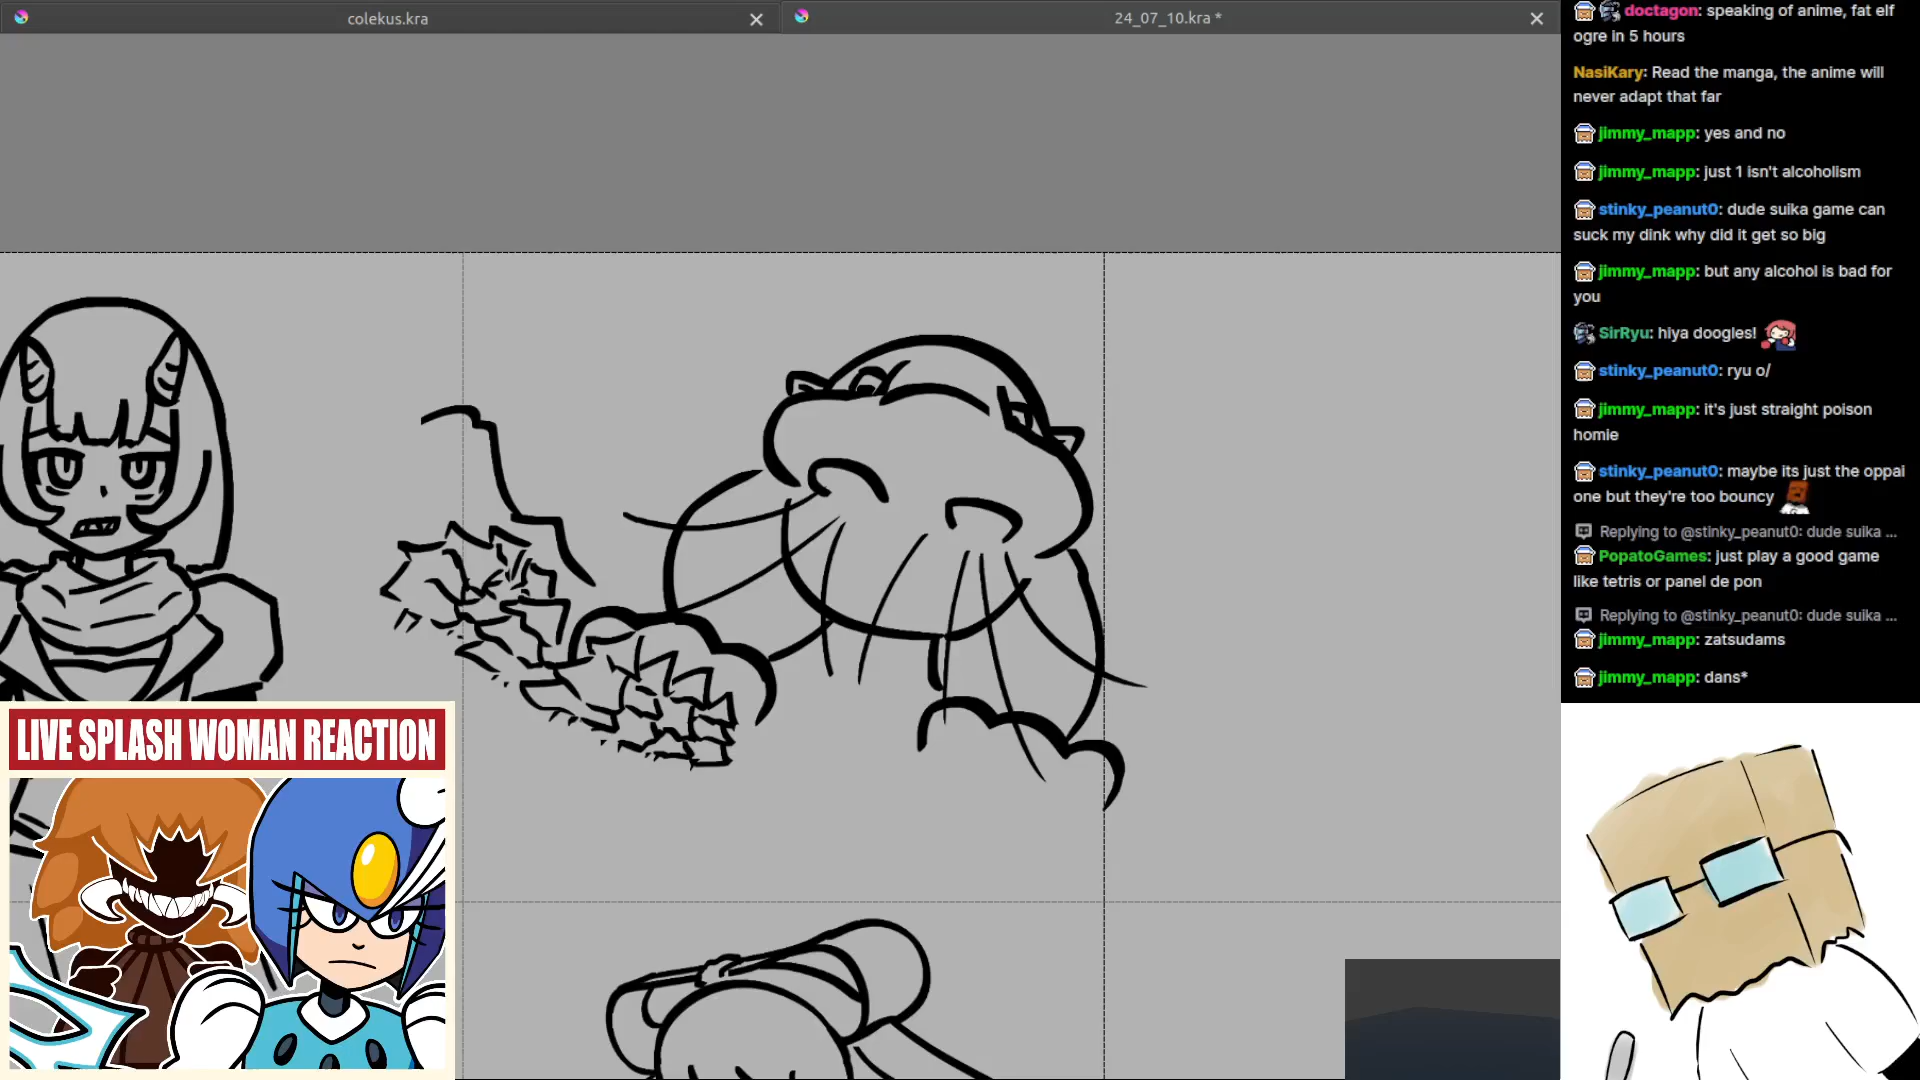 colekus.kra
24_07_10.kra *
doctagon: speaking of anime, fat elf
ogre in 5 hours
NasiKary: Read the manga, the anime will
never adapt that far
jimmy_mapp: yes and no
jimmy_mapp: just 1 isn't alcoholism
stinky_peanut0: dude suika game can
suck my dink why did it get so big
jimmy_mapp: but any alcohol is bad for
you
SirRyu: hiya doogles!
stinky_peanut0: ryu o/
jimmy_mapp: it's just straight poison
homie
stinky_peanut0: maybe its just the oppai
one but they're too bouncy
Replying to @stinky_peanut0: dude suika ...
PopatoGames: just play a good game
like tetris or panel de pon
Replying to @stinky_peanut0: dude suika ...
jimmy_mapp: zatsudams
jimmy_mapp: dans*
LIVE SPLASH WOMAN REACTION